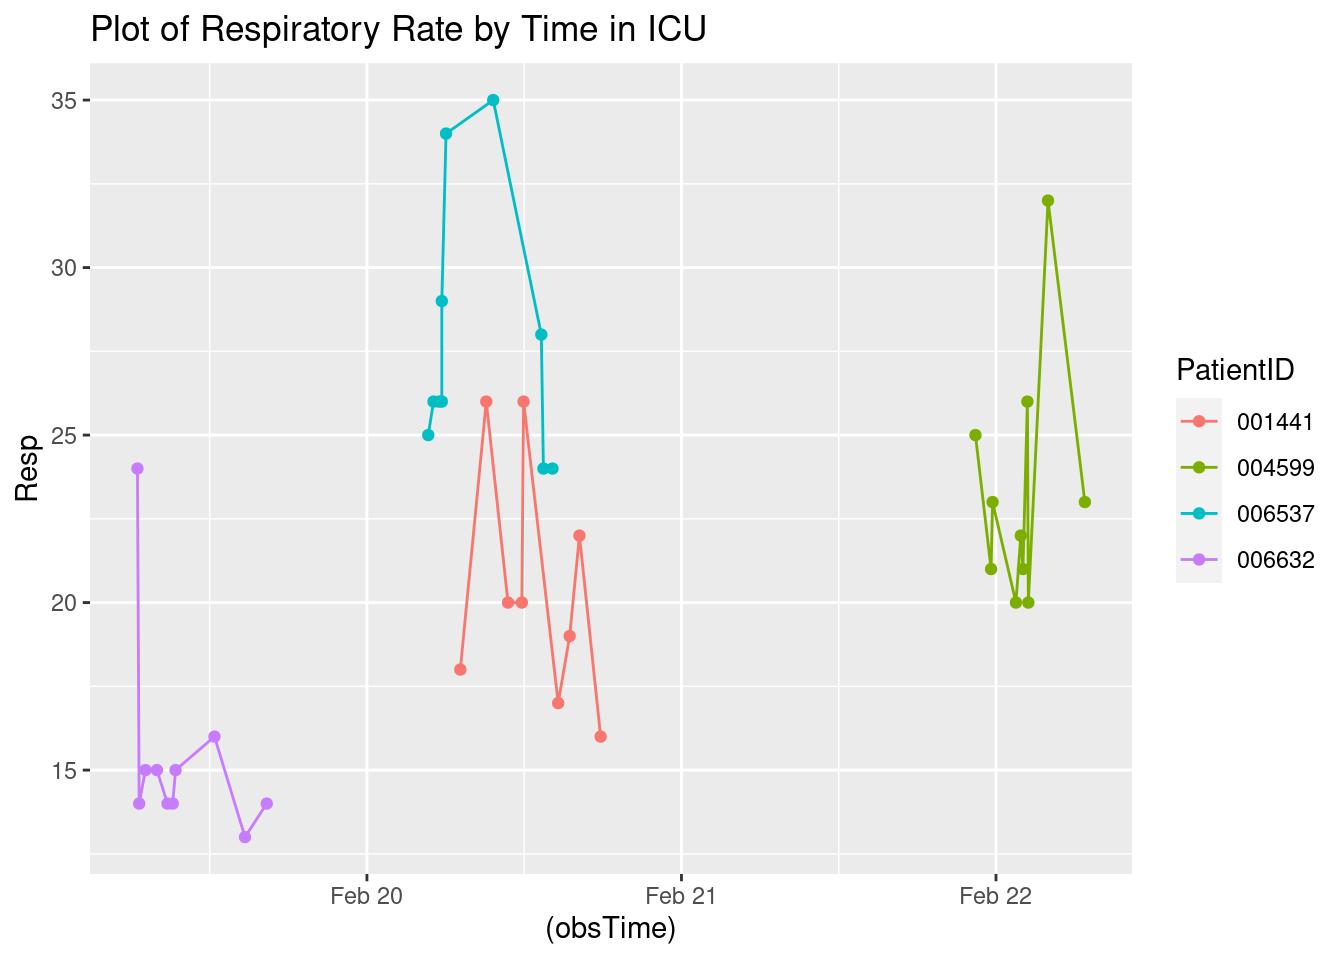 Plot of Respiratory Rate by Time in ICU
35
30
25
20
15
Resp
Feb 20
Feb 21
Feb 22
(obsTime)
PatientID
001441
004599
006537
006632